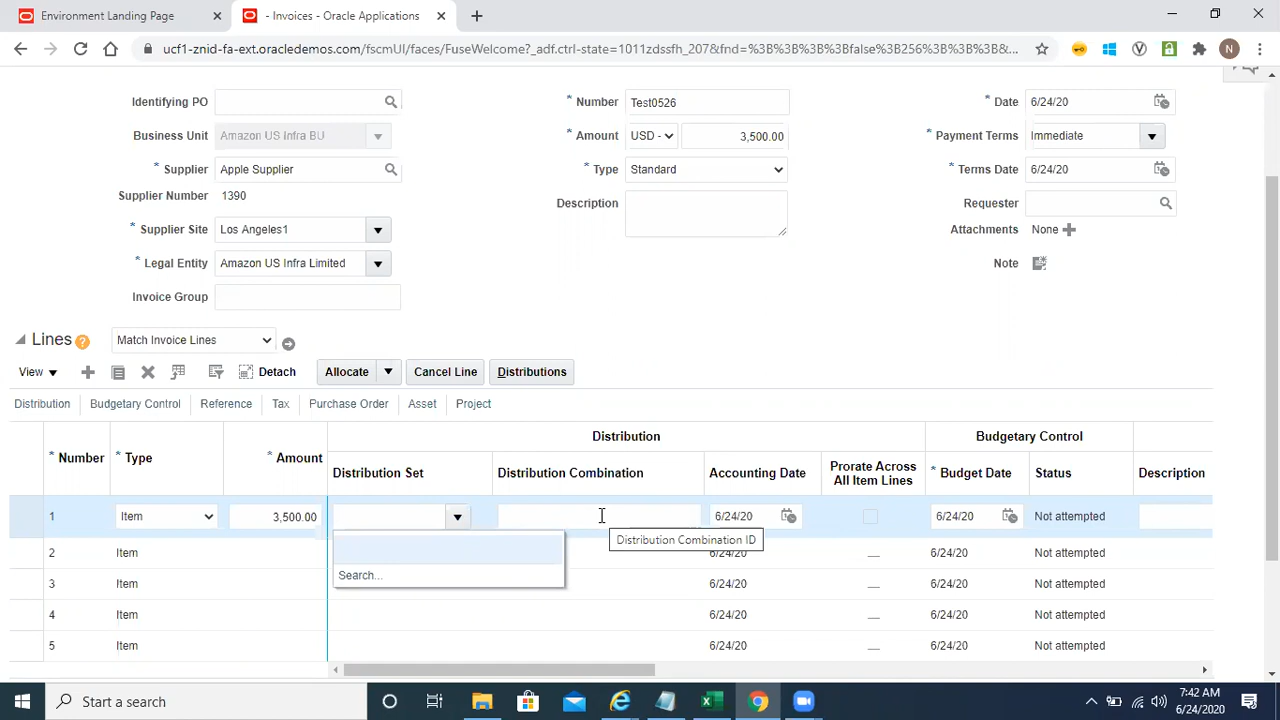 Environment Landing Page
- Invoices - Oracle Applications
ucf1-znid-fa-ext.oracledemos.com/fscmUI/faces/FuseWelcome?_adf.ctrl-state=1011zdssfh_207&fnd=%3B%3B%3B%3Bfalse%3B256%3B%3B%3B&...
N
Identifying PO
* Number Test0526
* Date 6/24/20
Business Unit Amazon US Infra BU
* Amount USD - 3,500.00
* Payment Terms Immediate
* Supplier Apple Supplier
* Type Standard
* Terms Date 6/24/20
Supplier Number 1390
Description
Requester
* Supplier Site Los Angeles1
Attachments None
* Legal Entity Amazon US Infra Limited
Note
Invoice Group
Lines ? Match Invoice Lines
View Detach Allocate Cancel Line Distributions
Distribution Budgetary Control Reference Tax Purchase Order Asset Project
Distribution Budgetary Control
* Number * Type * Amount Distribution Set Distribution Combination Accounting Date Prorate Across All Item Lines * Budget Date Status Description
1 Item 3,500.00 6/24/20 6/24/20 Not attempted
Distribution Combination ID
Search...
2 Item 6/24/20 6/24/20 Not attempted
3 Item 6/24/20 6/24/20 Not attempted
4 Item 6/24/20 6/24/20 Not attempted
5 Item 6/24/20 6/24/20 Not attempted
Start a search
7:42 AM
6/24/2020